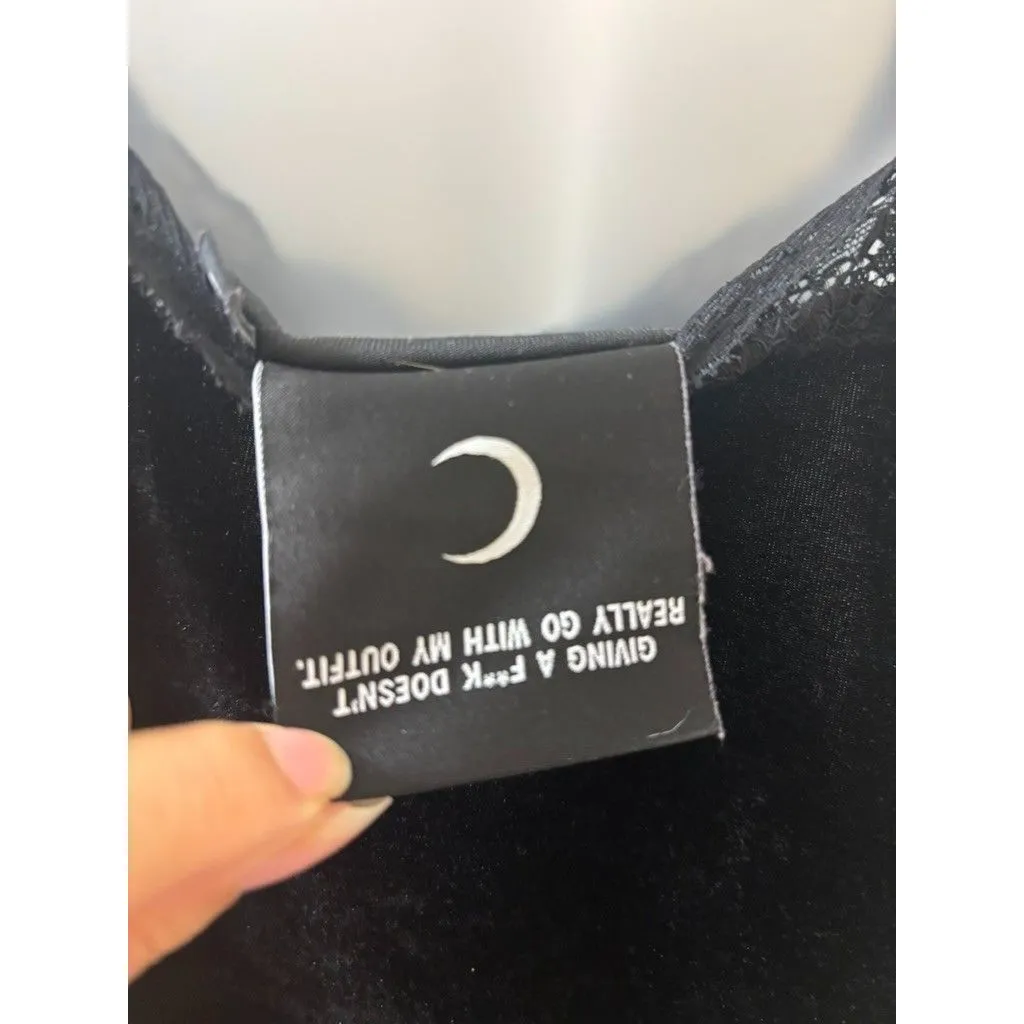 GIVING A F**K DOESN'T
REALLY GO WITH MY OUTFIT.